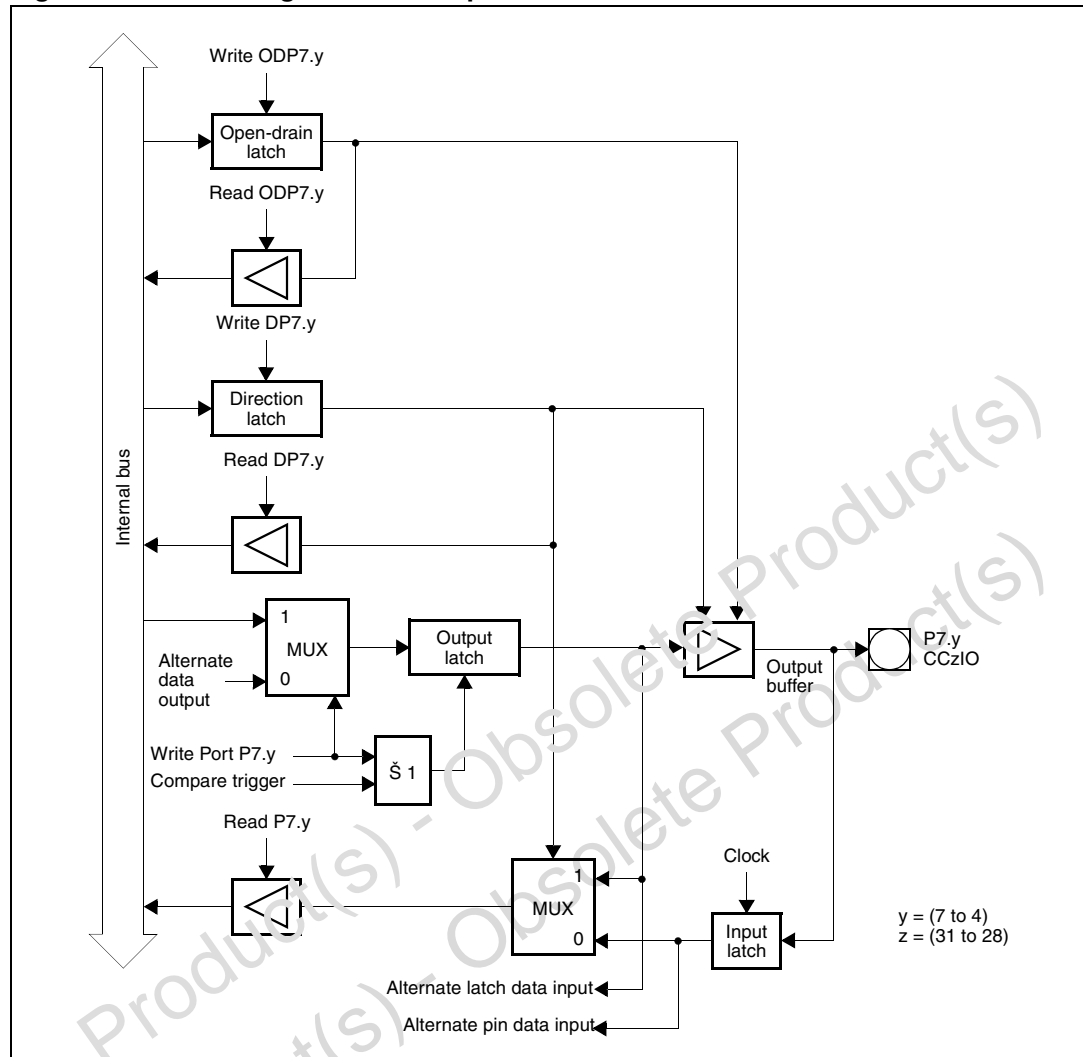 Write ODP7.y
Open-drain
latch
Read ODP7.y
Write DP7.y
Direction
latch
Read DP7.y
Internal bus
1
MUX
0
Alternate
data
output
Output
latch
Output
buffer
P7.y
CCzIO
Write Port P7.y
Compare trigger
Š 1
Read P7.y
1
MUX
0
Clock
Input
latch
y = (7 to 4)
z = (31 to 28)
Alternate latch data input
Alternate pin data input
Product(s) - Obsolete Product(s)
(s) - Obsolete Product(s)